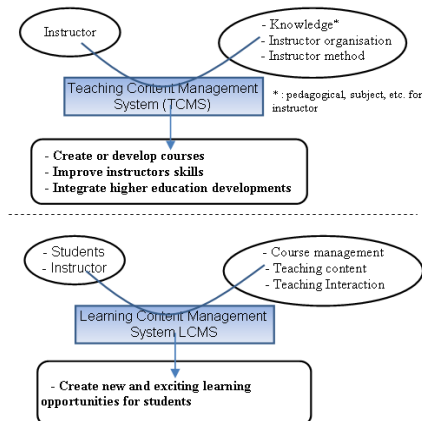 Instructor
- Knowledge*
- Instructor organisation
- Instructor method
Teaching Content Management
System (TCMS)
* : pedagogical, subject, etc. for
instructor
- Create or develop courses
- Improve instructors skills
- Integrate higher education developments
- Students
- Instructor
- Course management
- Teaching content
- Teaching Interaction
Learning Content Management
System LCMS
- Create new and exciting learning
opportunities for students